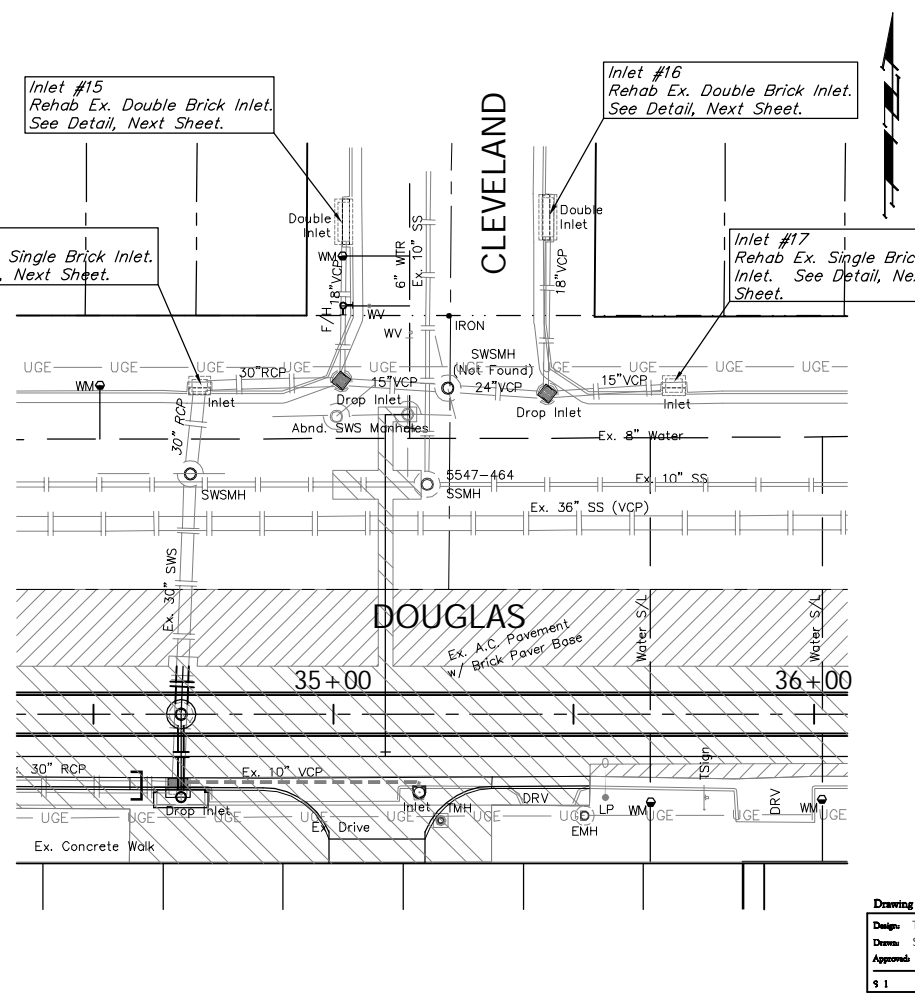 Inlet #15
Rehab Ex. Double Brick Inlet.
See Detail, Next Sheet.
Inlet #16
Rehab Ex. Double Brick Inlet.
See Detail, Next Sheet.
CLEVELAND
Single Brick Inlet.
, Next Sheet.
Inlet #17
Rehab Ex. Single Bric
Inlet. See Detail, Ne
Sheet.
Double
Inlet
Double
Inlet
WM
18"VCP
6" WTR
Ex. 10" SS
18"VCP
F/H
WV
WV
IRON
SWSMH
(Not Found)
UGE UGE UGE UGE UGE UGE UGE UGE UGE UGE
WM
30"RCP
15"VCP
24"VCP
15"VCP
Inlet
Drop Inlet
Drop Inlet
Inlet
Abnd. SWS Manholes
30" RCP
Ex. 8" Water
SWSMH
5547-464
SSMH
Ex. 10" SS
Ex. 36" SS (VCP)
Ex. 30" SWS
DOUGLAS
Ex. A.C. Pavement
w/ Brick Paver Base
Water S/L
Water S/L
35+00
36+00
30" RCP
Ex. 10" VCP
TSign
Drop Inlet
Inlet
TMH
DRV
LP
WM
DRV
WM
UGE UGE UGE UGE UGE UGE UGE UGE UGE UGE
Ex. Drive
EMH
Ex. Concrete Walk
Drawing
Design:
Drawn: S
Approved: